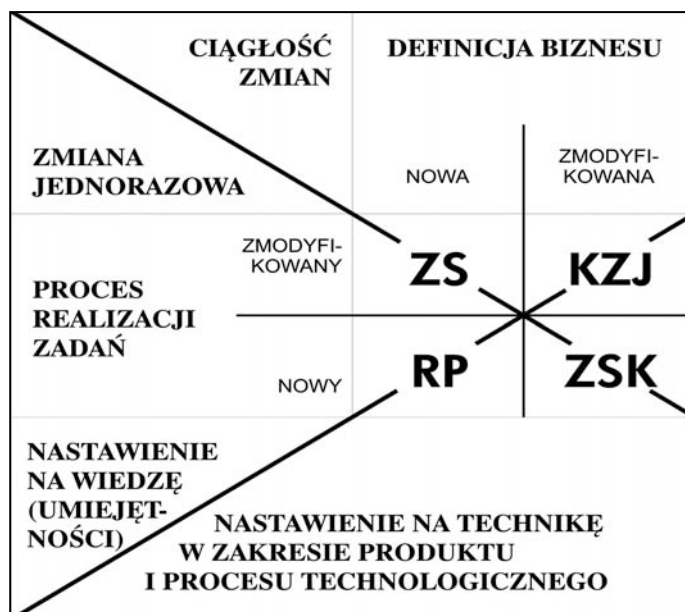 CIĄGŁOŚĆ
ZMIAN
DEFINICJA BIZNESU
ZMIANA
JEDNORAZOWA
NOWA
ZMODYFI-
KOWANA
PROCES
REALIZACJI
ZADAŃ
ZMODYFI-
KOWANY
NOWY
ZS
KZJ
RP
ZSK
NASTAWIENIE
NA WIEDZĘ
(UMIEJĘT-
NOŚCI)
NASTAWIENIE NA TECHNIKĘ
W ZAKRESIE PRODUKTU
I PROCESU TECHNOLOGICZNEGO